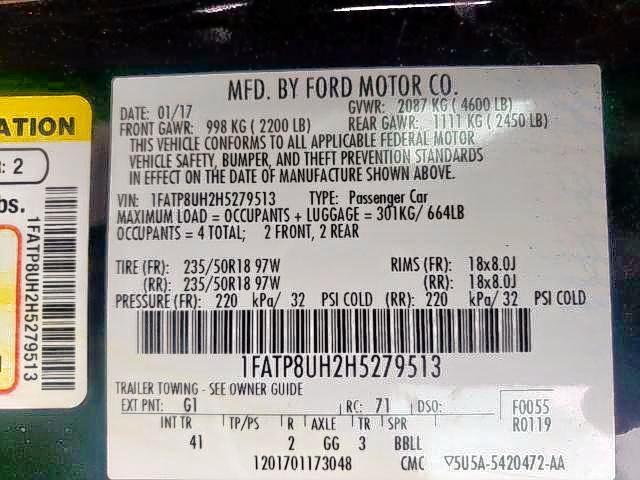 ATION
: 2
bs.
1FATP8UH2H5279513
MFD. BY FORD MOTOR CO.
DATE: 01/17 GVWR: 2087 KG ( 4600 LB)
FRONT GAWR: 998 KG ( 2200 LB) REAR GAWR: 1111 KG ( 2450 LB)
THIS VEHICLE CONFORMS TO ALL APPLICABLE FEDERAL MOTOR
VEHICLE SAFETY, BUMPER, AND THEFT PREVENTION STANDARDS
IN EFFECT ON THE DATE OF MANUFACTURE SHOWN ABOVE.
VIN: 1FATP8UH2H5279513 TYPE: Passenger Car
MAXIMUM LOAD = OCCUPANTS + LUGGAGE = 301KG/ 664LB
OCCUPANTS = 4 TOTAL; 2 FRONT, 2 REAR
TIRE (FR): 235/50R18 97W RIMS (FR): 18x8.0J
(RR): 235/50R18 97W (RR): 18x8.0J
PRESSURE (FR): 220 kPa/ 32 PSI COLD (RR): 220 kPa/ 32 PSI COLD
1FATP8UH2H5279513
TRAILER TOWING - SEE OWNER GUIDE
EXT PNT: G1 RC: 71 DSO: F0055
R0119
INT TR TP/PS R AXLE TR SPR
41 2 GG 3 BBLL
1201701173048 CMC ▽5U5A-5420472-AA